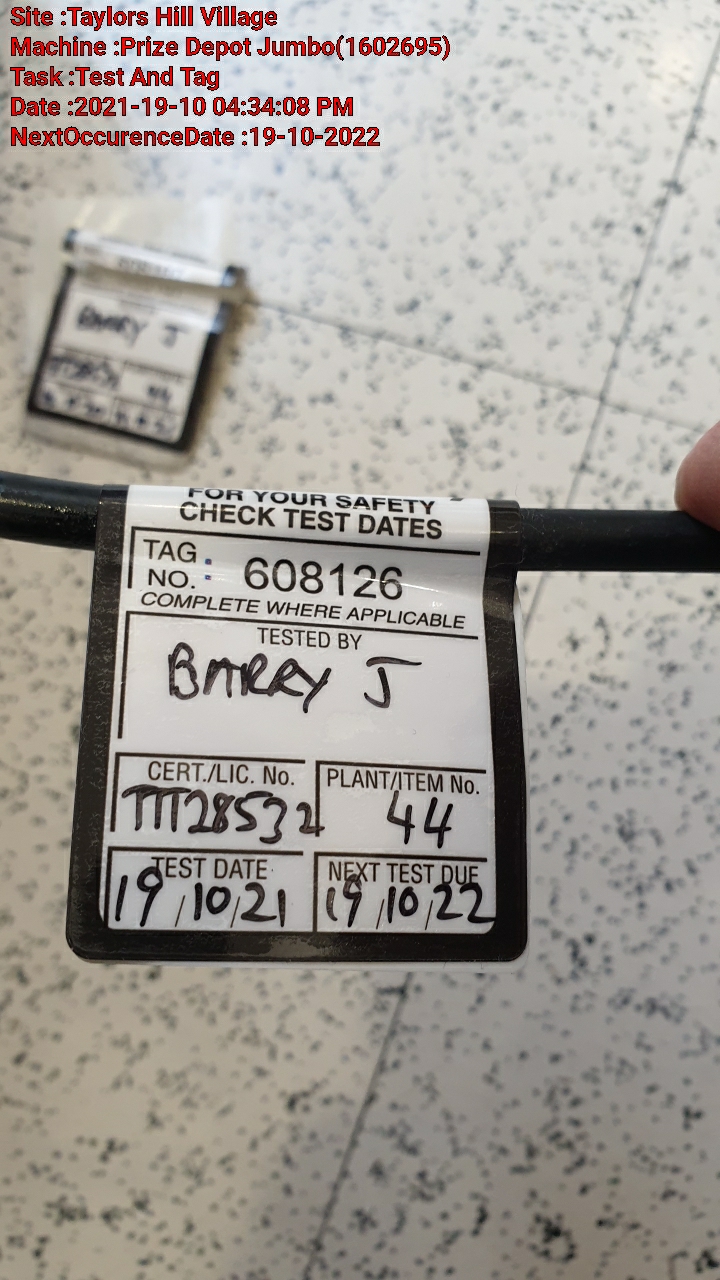 Site :Taylors Hill Village
Machine :Prize Depot Jumbo(1602695)
Task :Test And Tag
Date :2021-19-10 04:34:08 PM
NextOccurenceDate :19-10-2022
BARRY J
FOR YOUR SAFETY
CHECK TEST DATES
TAG
NO. : 608126
COMPLETE WHERE APPLICABLE
TESTED BY
BARRY J
CERT./LIC. No. PLANT/ITEM No.
TTT28532 44
TEST DATE NEXT TEST DUE
19/10/21 19/10/22